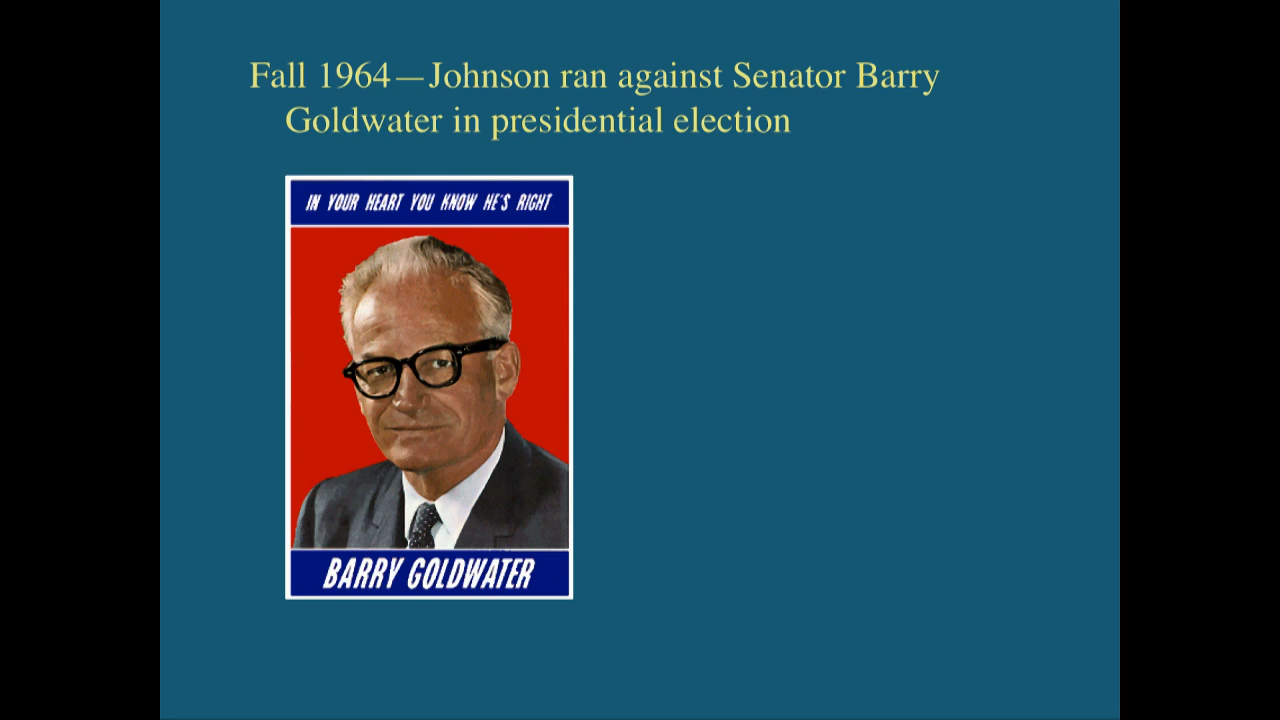 Fall 1964—Johnson ran against Senator Barry
Goldwater in presidential election
IN YOUR HEART YOU KNOW HE'S RIGHT
BARRY GOLDWATER